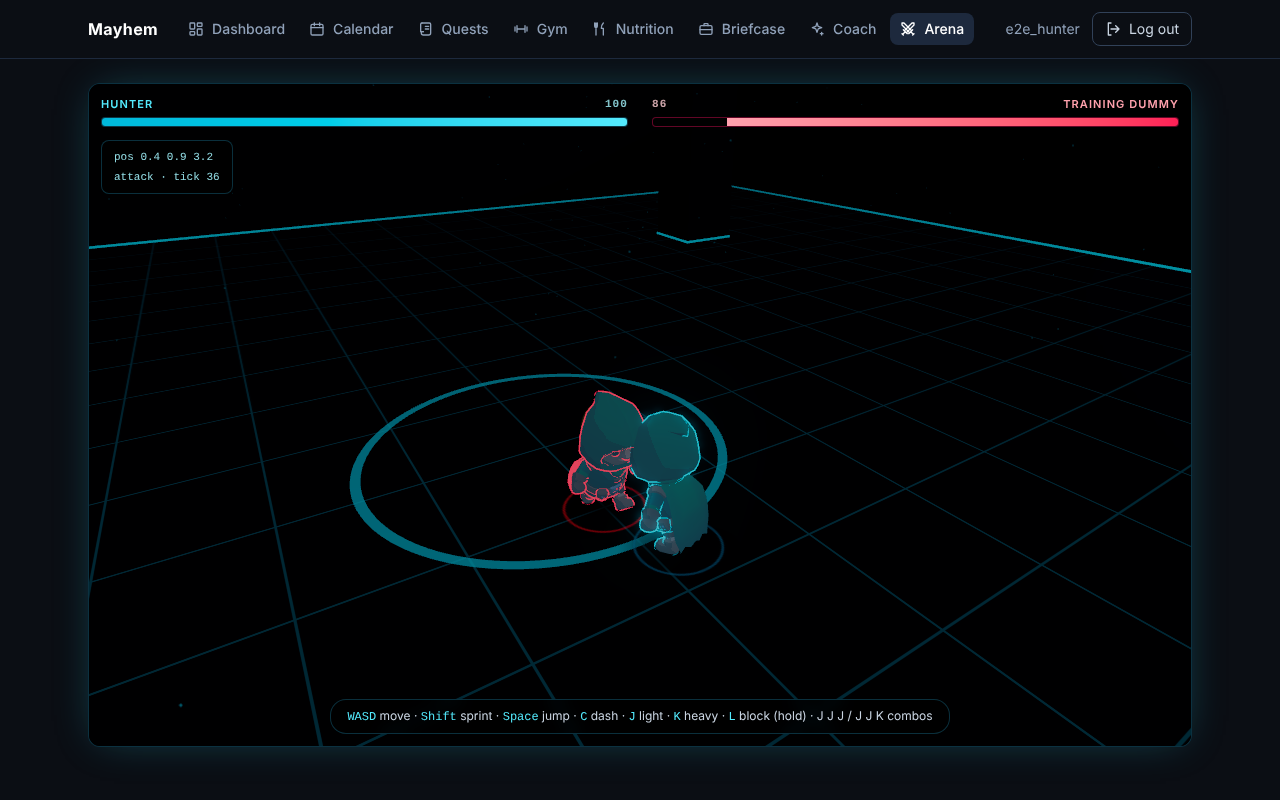 Mayhem Dashboard Calendar Quests Gym Nutrition Briefcase Coach Arena e2e_hunter Log out
HUNTER 100 86 TRAINING DUMMY
pos 0.4 0.9 3.2
attack · tick 36
WASD move · Shift sprint · Space jump · C dash · J light · K heavy · L block (hold) · J J J / J J K combos